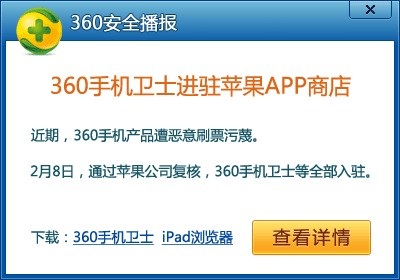 360安全播报
360手机卫士进驻苹果APP商店
近期，360手机产品遭恶意刷票污蔑。
2月8日，通过苹果公司复核，360手机卫士等全部入驻。
下载：360手机卫士 iPad浏览器
查看详情